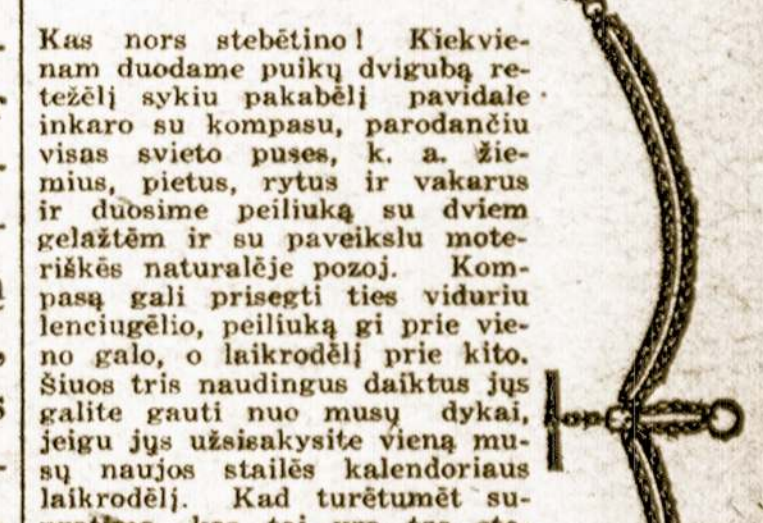 Kas nors stebėtino! Kiekvie-
nam duodame puikų dvigubą re-
težėlį sykiu pakabėlį pavidale
inkaro su kompasu, parodančiu
visas svieto puses, k. a. žie-
mius, pietus, rytus ir vakarus
ir duosime peiliuką su dviem
gelažtėm ir su paveikslu mote-
riškės naturalėje pozoj. Kom-
pasą gali prisegti ties viduriu
lenciugėlio, peiliuką gi prie vie-
no galo, o laikrodėlį prie kito.
Šiuos tris naudingus daiktus jųs
galite gauti nuo musų dykai,
jeigu jųs užsisakysite vieną mu-
sų naujos stailės kalendoriaus
laikrodėlį. Kad turėtumėt su-